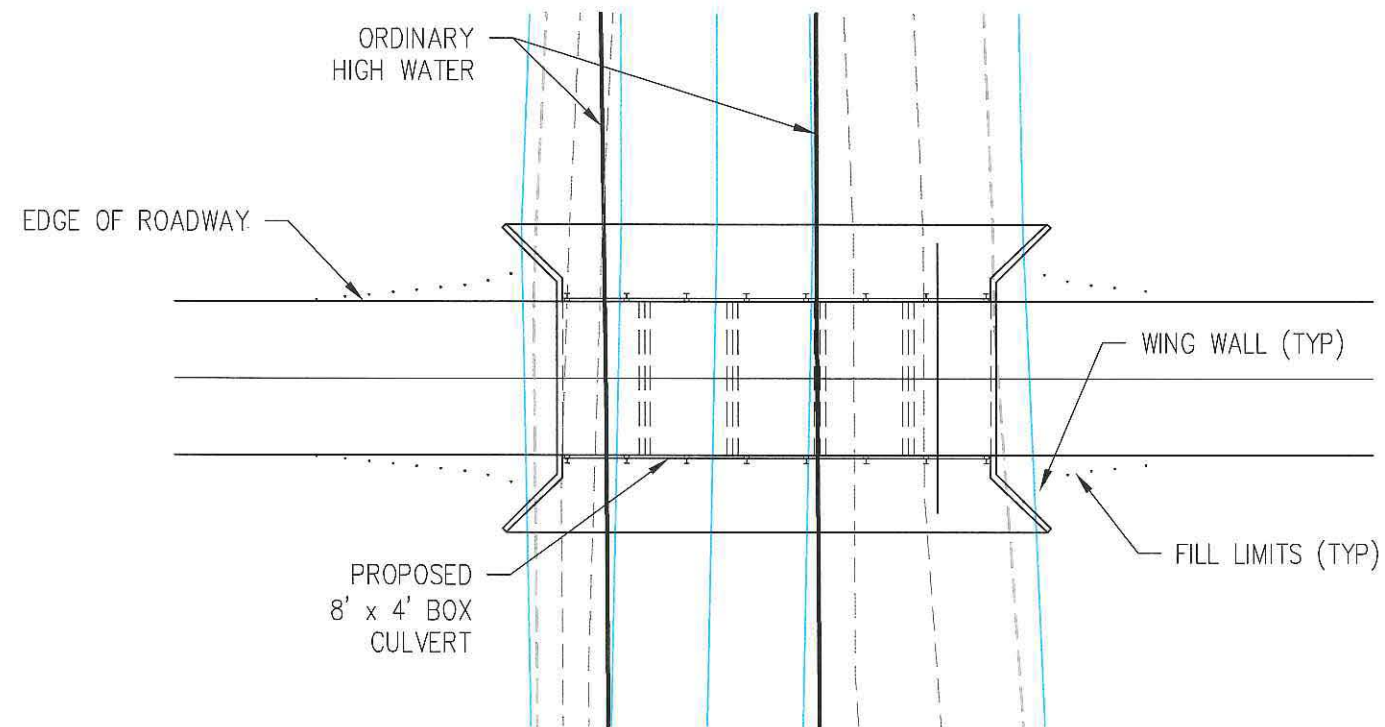 ORDINARY
HIGH WATER
EDGE OF ROADWAY
WING WALL (TYP)
FILL LIMITS (TYP)
PROPOSED
8' x 4' BOX
CULVERT